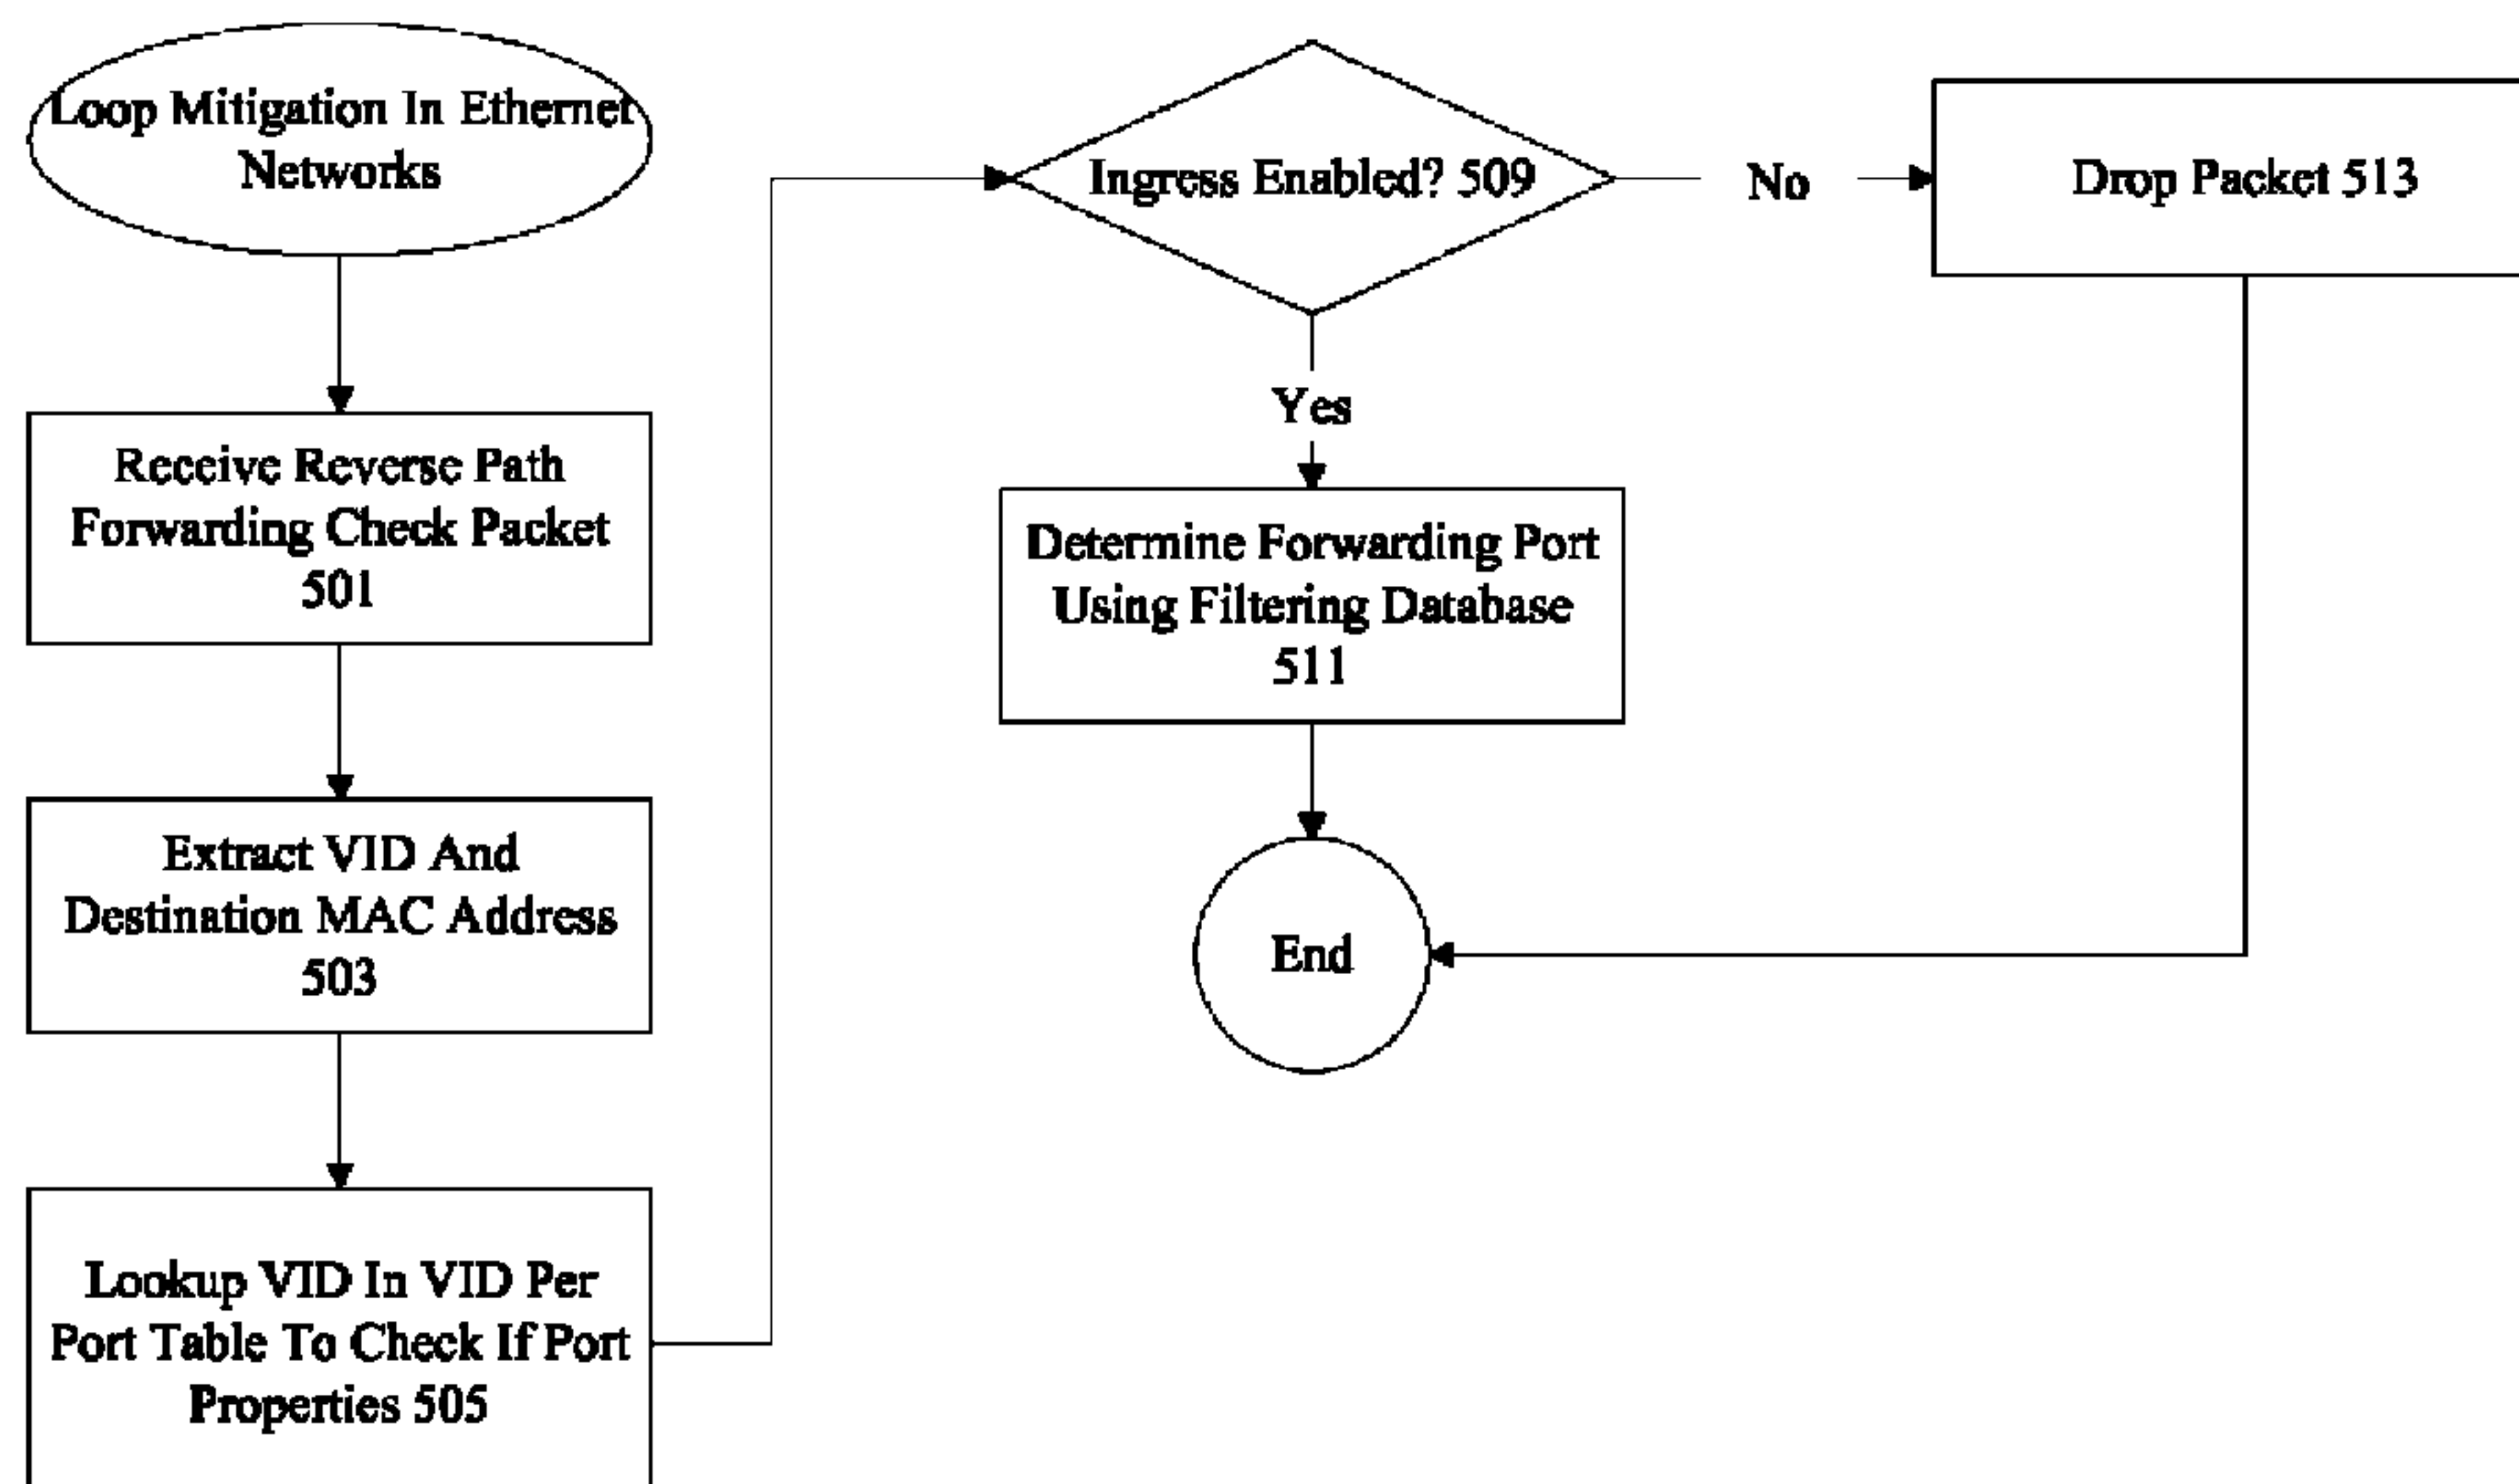 Loop Mitigation In Ethernet
Networks
Receive Reverse Path
Forwarding Check Packet
501
Extract VID And
Destination MAC Address
503
Lookup VID In VID Per
Port Table To Check If Port
Properties 505
Ingress Enabled? 509
No
Drop Packet 513
Yes
Determine Forwarding Port
Using Filtering Database
511
End